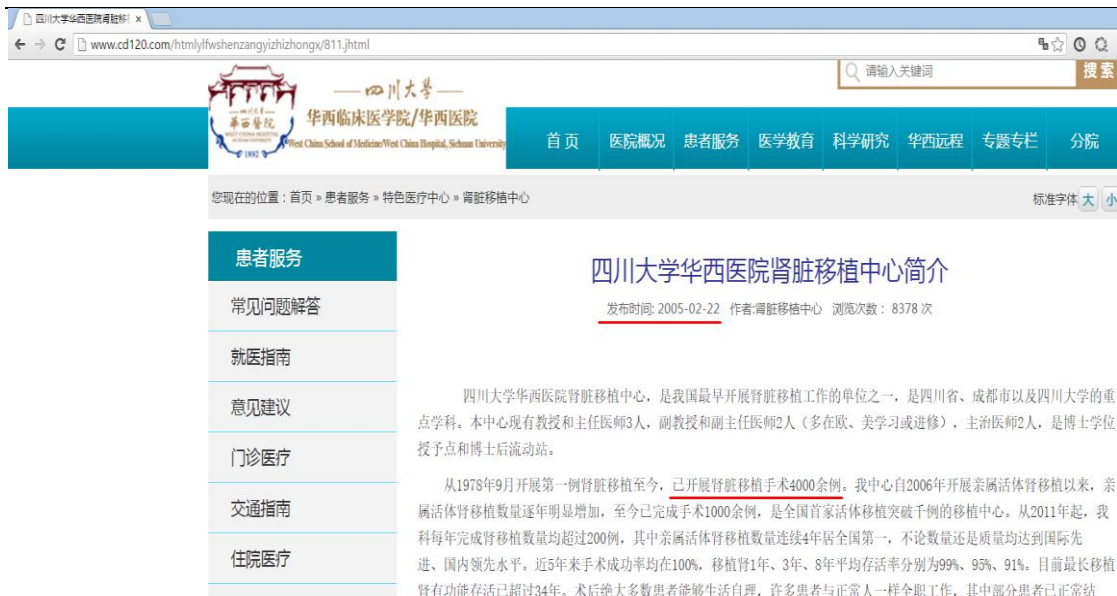 四川大学华西医院肾脏移 ×
www.cd120.com/htmlylfwshenzangyizhizhongx/811.jhtml
请输入关键词
搜索
四川大学
华西临床医学院/华西医院
West China School of Medicine/West China Hospital, Sichuan University
華西醫院
1892
首页 医院概况 患者服务 医学教育 科学研究 华西远程 专题专栏 分院
您现在的位置：首页 » 患者服务 » 特色医疗中心 » 肾脏移植中心
标准字体 大 小
患者服务
常见问题解答
就医指南
意见建议
门诊医疗
交通指南
住院医疗
四川大学华西医院肾脏移植中心简介
发布时间: 2005-02-22 作者:肾脏移植中心 浏览次数： 8378 次
四川大学华西医院肾脏移植中心，是我国最早开展肾脏移植工作的单位之一，是四川省、成都市以及四川大学的重
点学科。本中心现有教授和主任医师3人，副教授和副主任医师2人（多在欧、美学习或进修），主治医师2人，是博士学位
授予点和博士后流动站。
从1978年9月开展第一例肾脏移植至今，已开展肾脏移植手术4000余例。我中心自2006年开展亲属活体肾移植以来，亲
属活体肾移植数量逐年明显增加，至今已完成手术1000余例，是全国首家活体移植突破千例的移植中心。从2011年起，我
科每年完成肾移植数量均超过200例，其中亲属活体肾移植数量连续4年居全国第一，不论数量还是质量均达到国际先
进、国内领先水平。近5年来手术成功率均在100%，移植肾1年、3年、8年平均存活率分别为99%、95%、91%。目前最长移植
肾有功能存活已超过34年。术后绝大多数患者能够生活自理，许多患者与正常人一样全职工作，其中部分患者已正常结